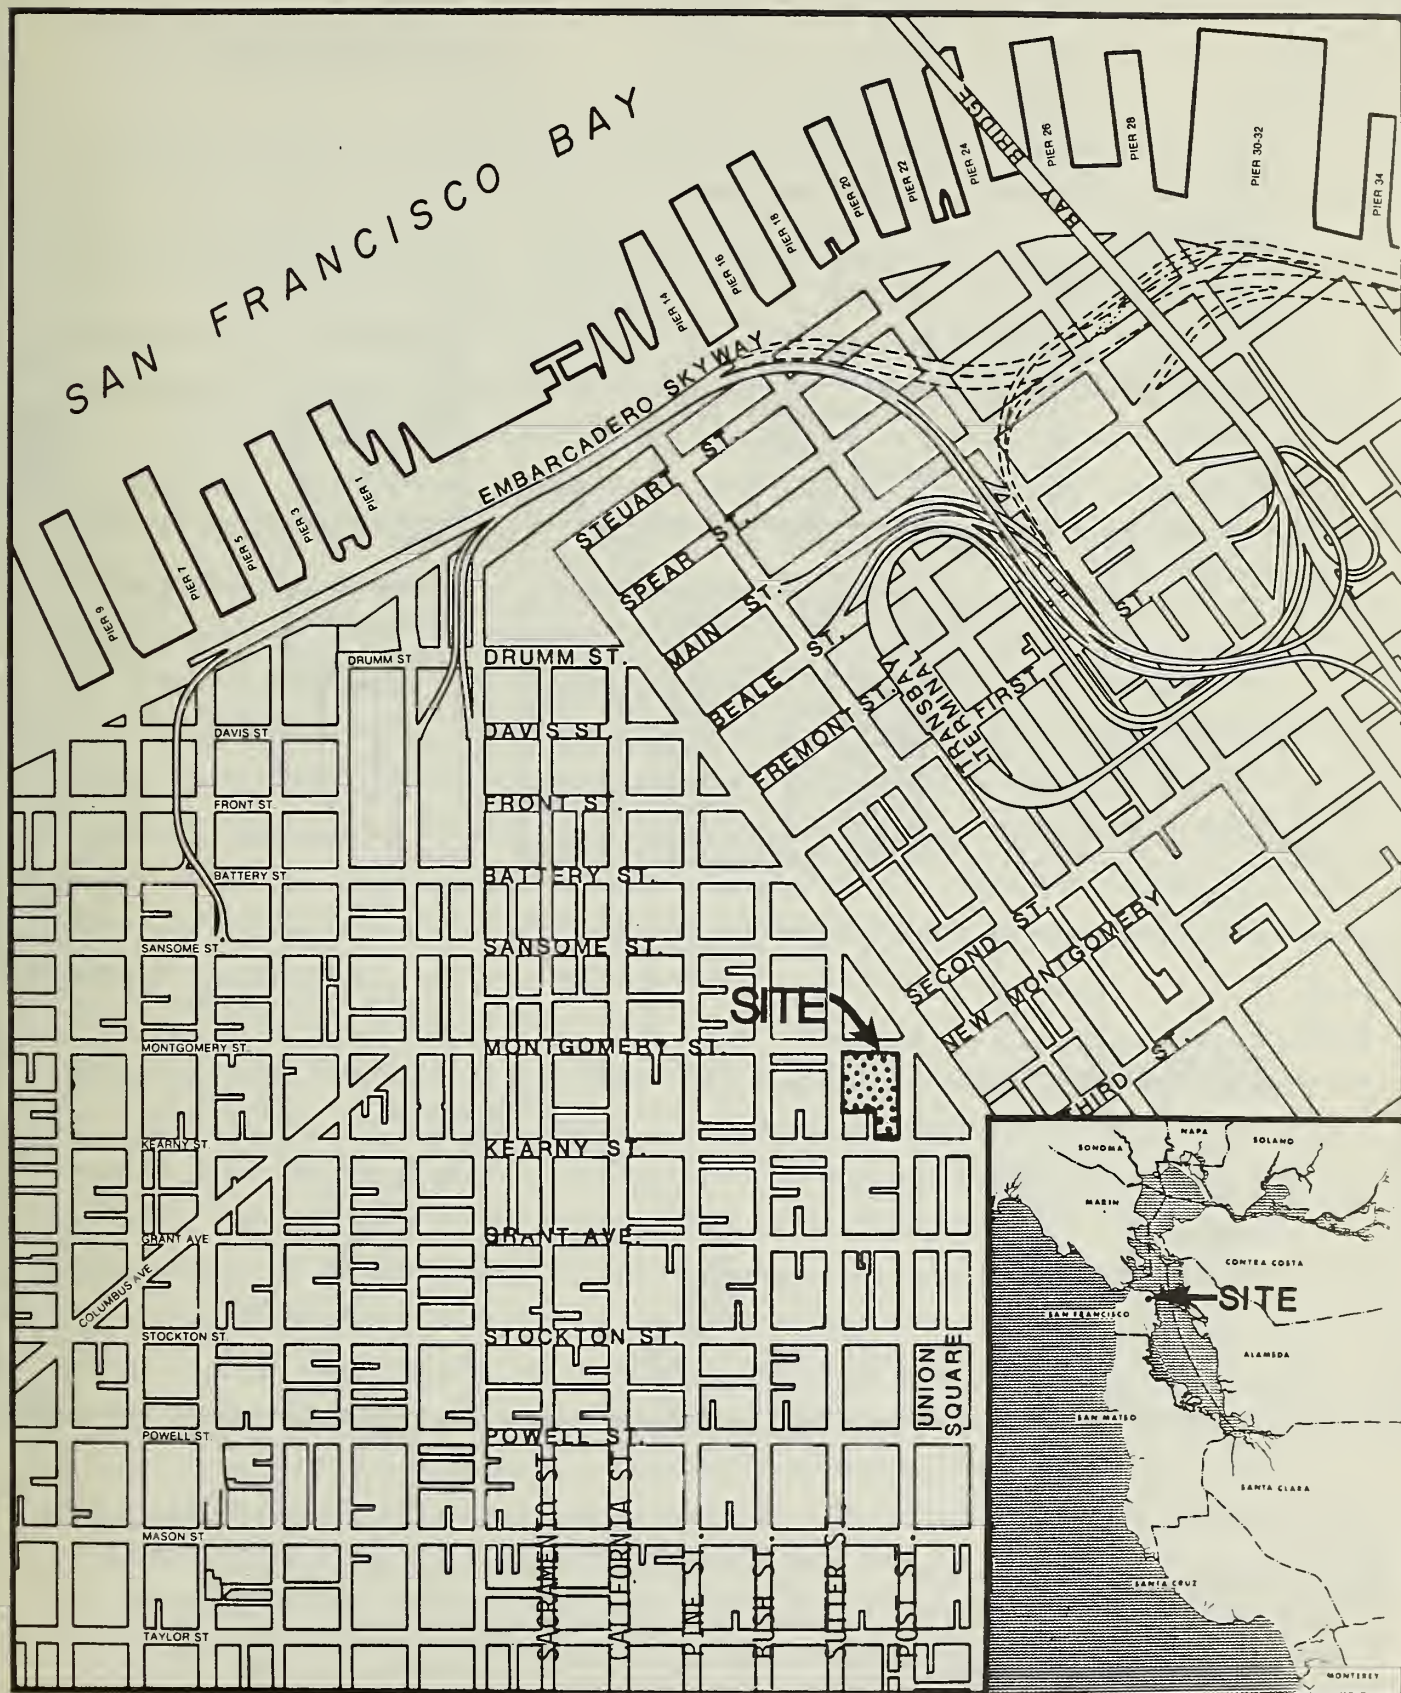 SAN FRANCISCO BAY
BAY BRIDGE
PIER 26
PIER 28
PIER 30-32
PIER 34
PIER 24
PIER 22
PIER 20
PIER 18
PIER 16
PIER 14
PIER 1
PIER 3
PIER 5
PIER 7
PIER 9
EMBARCADERO SKYWAY
STEUART ST.
SPEAR ST.
MAIN ST.
BEALE ST.
FREMONT ST.
TRANSBAY
TERMINAL
FIRST ST.
DRUMM ST
DRUMM ST.
DAVIS ST
DAVIS ST.
FRONT ST.
FRONT ST.
BATTERY ST
BATTERY ST.
SANSOME ST.
SANSOME ST.
SECOND ST.
NEW MONTGOMERY
THIRD ST.
SITE
MONTGOMERY ST.
MONTGOMERY ST.
KEARNY ST.
KEARNY ST.
GRANT AVE
GRANT AVE.
COLUMBUS AVE
STOCKTON ST.
STOCKTON ST.
UNION
SQUARE
POWELL ST.
POWELL ST.
MASON ST
TAYLOR ST
SACRAMENTO ST
CALIFORNIA ST
PINE ST.
BUSH ST.
SUTTER ST.
POST ST.
SONOMA
NAPA
SOLANO
MARIN
CONTRA COSTA
SAN FRANCISCO
SITE
ALAMEDA
SAN MATEO
SANTA CLARA
SANTA CRUZ
MONTEREY